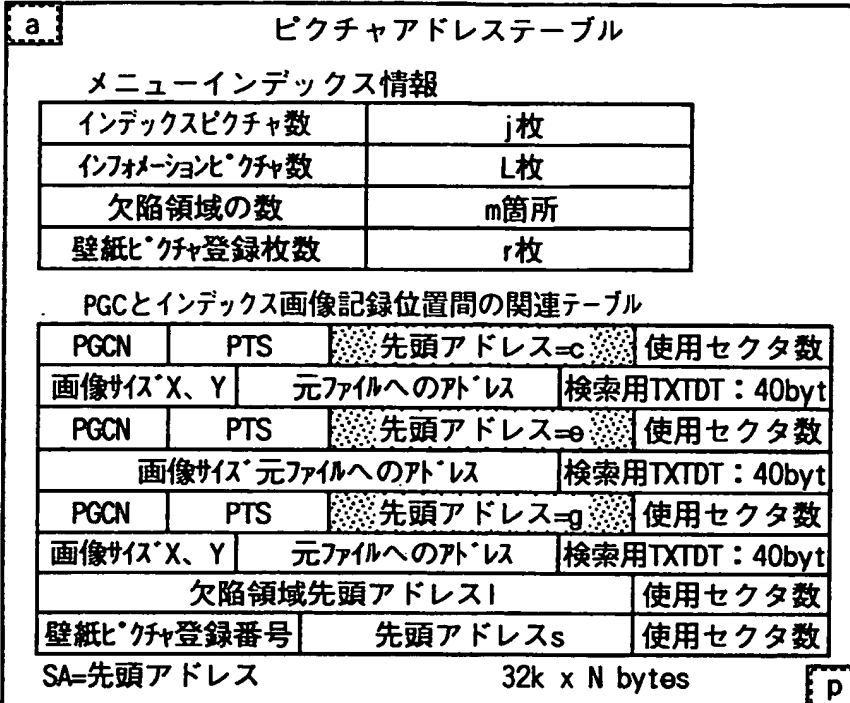 a
ピクチャアドレステーブル
メニューインデックス情報
インデックスピクチャ数 j枚
インフォメーションピクチャ数 L枚
欠陥領域の数 m箇所
壁紙ピクチャ登録枚数 r枚
PGCとインデックス画像記録位置間の関連テーブル
PGCN PTS 先頭アドレス=c 使用セクタ数
画像サイズX、Y 元ファイルへのアドレス 検索用TXTDT：40byt
PGCN PTS 先頭アドレス=e 使用セクタ数
画像サイズ元ファイルへのアドレス 検索用TXTDT：40byt
PGCN PTS 先頭アドレス=g 使用セクタ数
画像サイズX、Y 元ファイルへのアドレス 検索用TXTDT：40byt
欠陥領域先頭アドレスl 使用セクタ数
壁紙ピクチャ登録番号 先頭アドレスs 使用セクタ数
SA=先頭アドレス 32k x N bytes
p